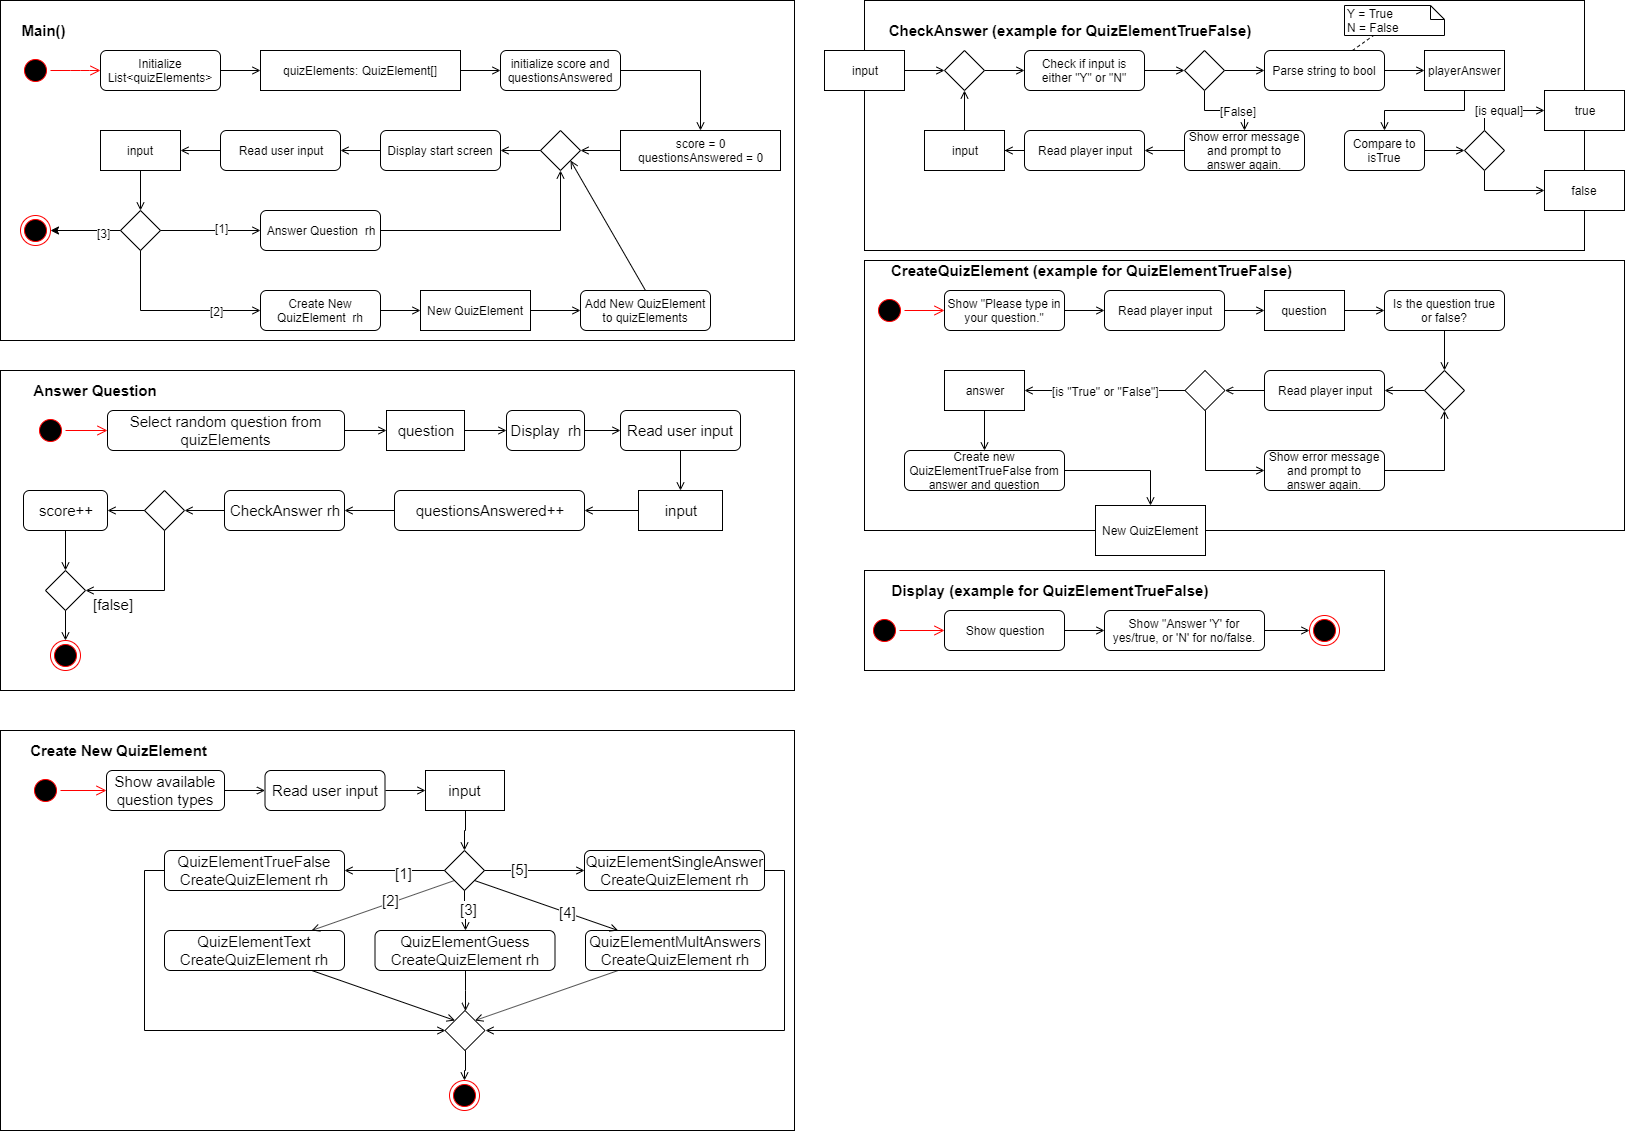 Main()
Initialize
List<quizElements>
quizElements: QuizElement[]
initialize score and
questionsAnswered
input
Read user input
Display start screen
score = 0
questionsAnswered = 0
[3]
[1]
Answer Question  rh
[2]
Create New
QuizElement  rh
New QuizElement
Add New QuizElement
to quizElements
Answer Question
Select random question from
quizElements
question
Display  rh
Read user input
score++
CheckAnswer rh
questionsAnswered++
input
[false]
Create New QuizElement
Show available
question types
Read user input
input
QuizElementTrueFalse
CreateQuizElement rh
[1]
[5]
QuizElementSingleAnswer
CreateQuizElement rh
[2]
[3]
[4]
QuizElementText
CreateQuizElement rh
QuizElementGuess
CreateQuizElement rh
QuizElementMultAnswers
CreateQuizElement rh
CheckAnswer (example for QuizElementTrueFalse)
Y = True
N = False
input
Check if input is
either "Y" or "N"
Parse string to bool
playerAnswer
[False]
[is equal]
true
input
Read player input
Show error message
and prompt to
answer again.
Compare to
isTrue
false
CreateQuizElement (example for QuizElementTrueFalse)
Show "Please type in
your question."
Read player input
question
Is the question true
or false?
answer
[is "True" or "False"]
Read player input
Create new
QuizElementTrueFalse from
answer and question
Show error message
and prompt to
answer again.
New QuizElement
Display (example for QuizElementTrueFalse)
Show question
Show "Answer 'Y' for
yes/true, or 'N' for no/false.